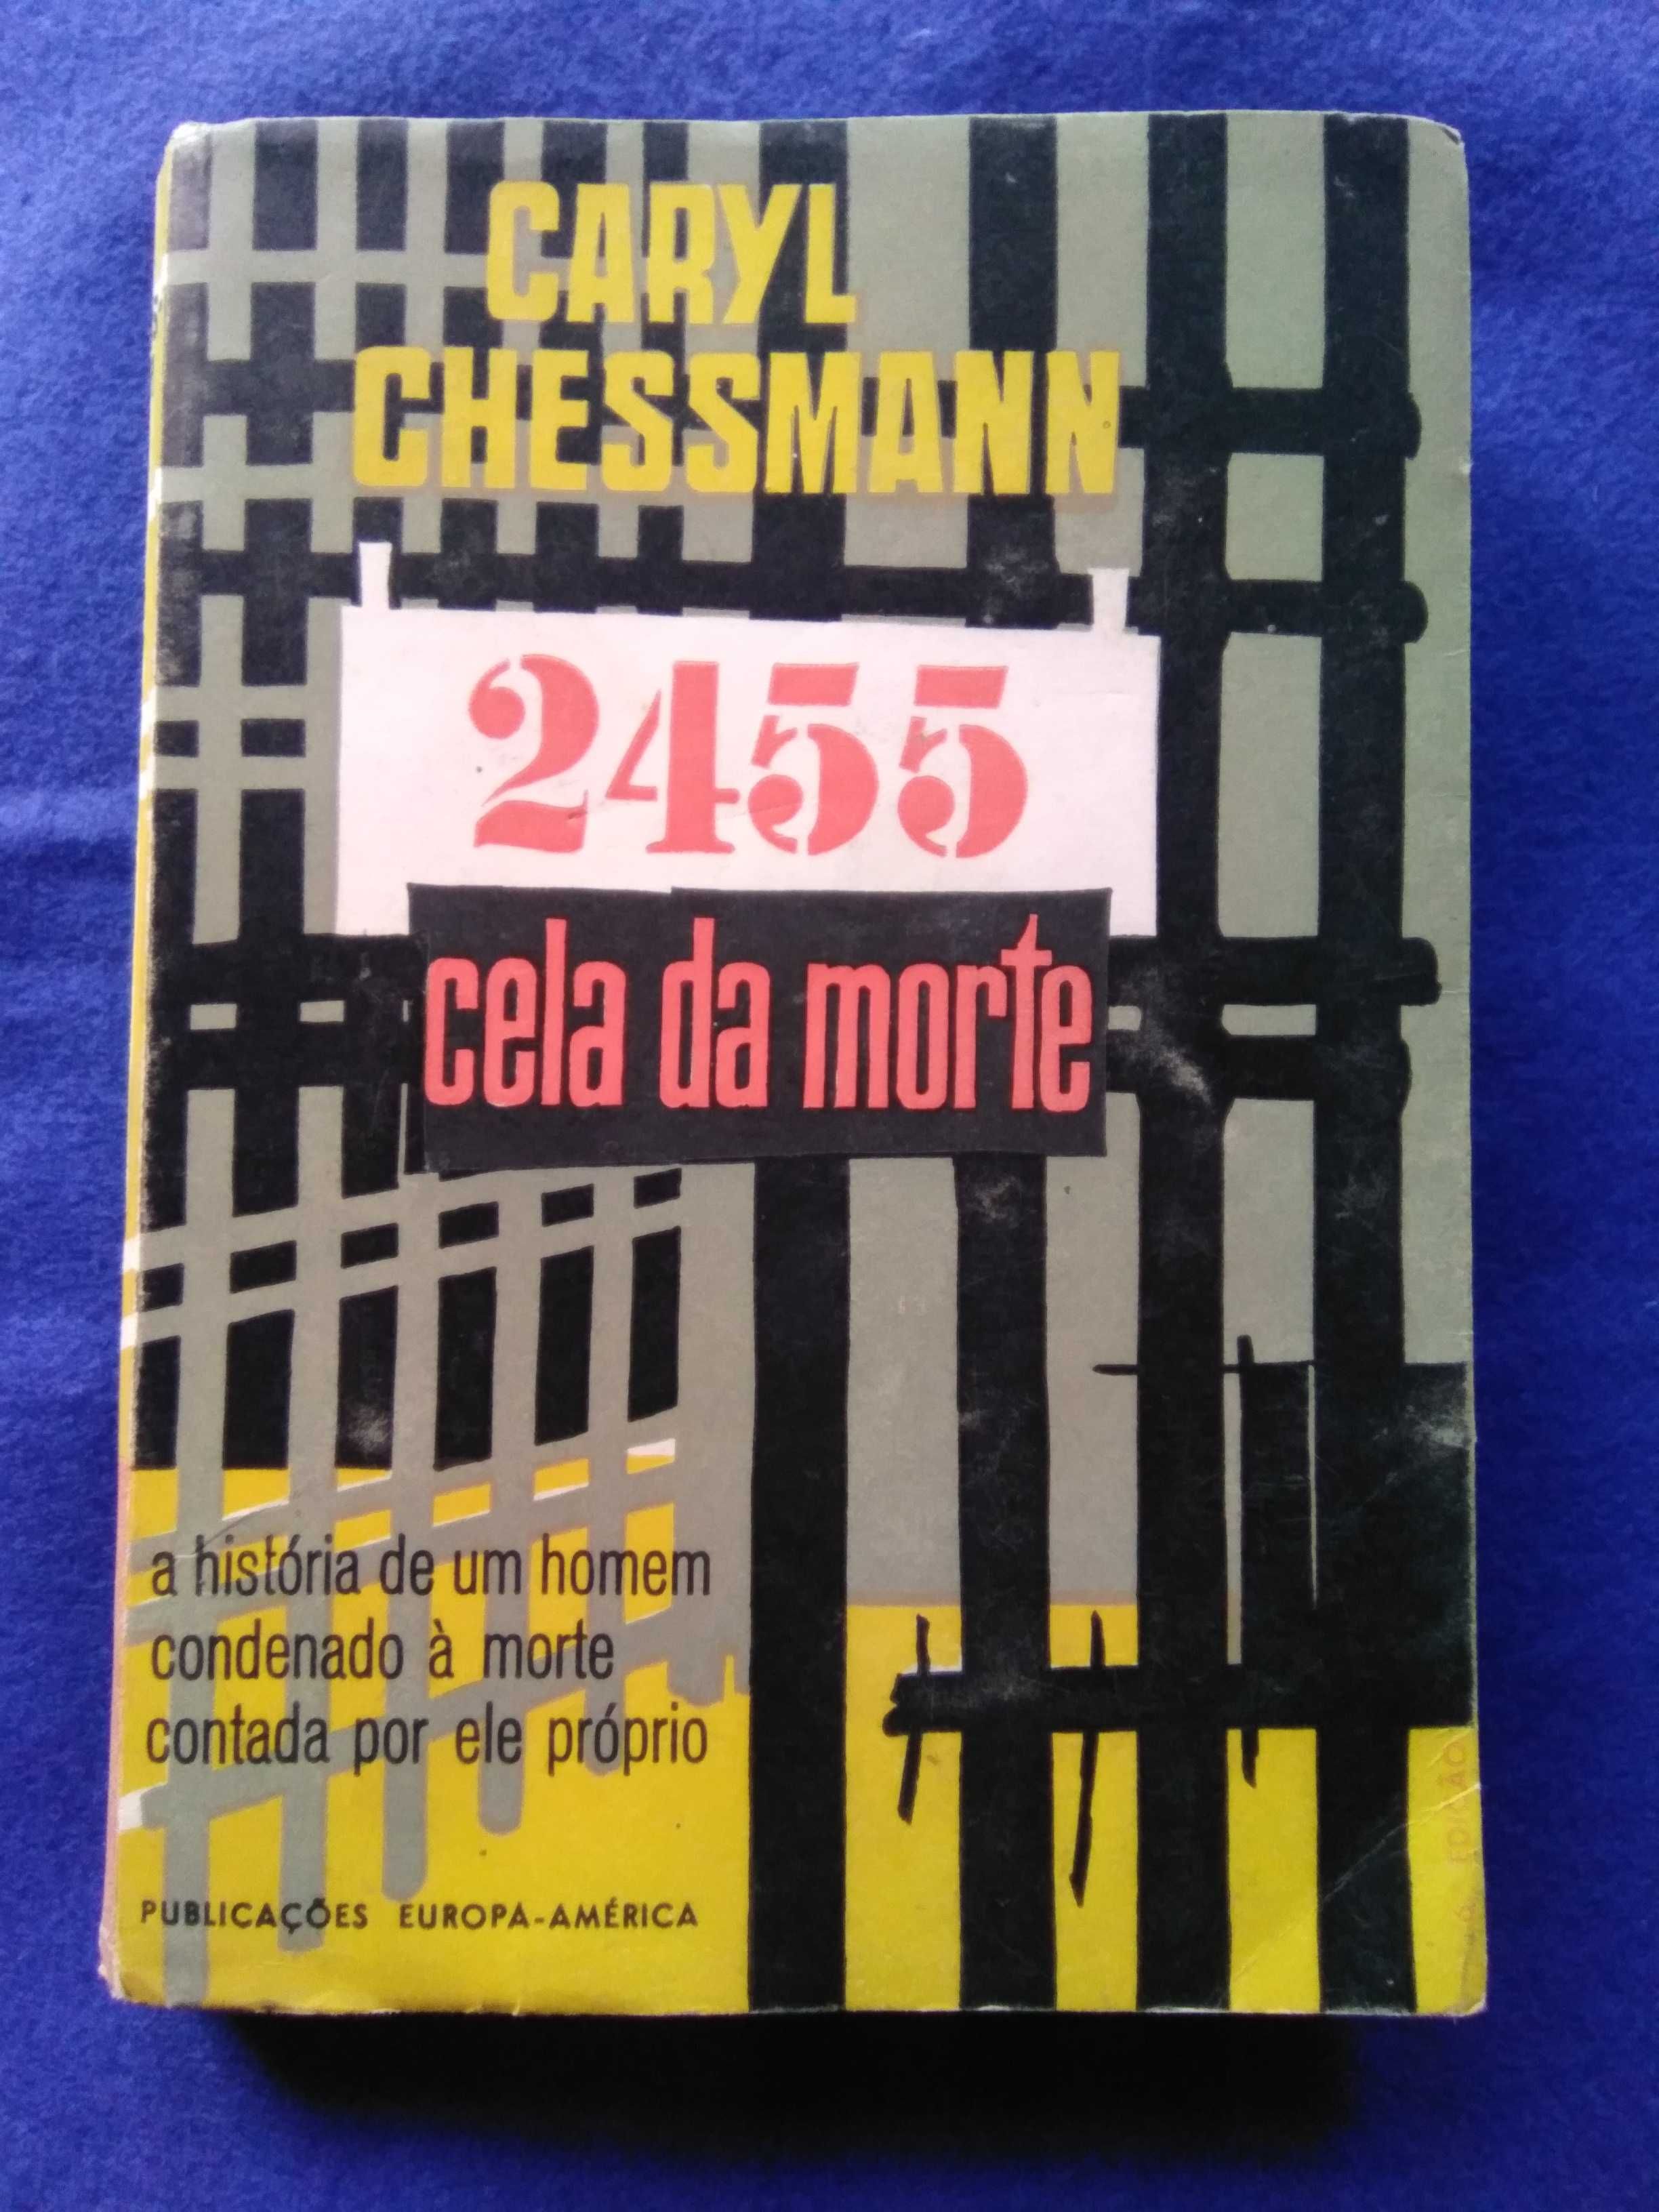 CARYL
CHESSMANN
2455
cela da morte
a história de um homem
condenado à morte
contada por ele próprio
PUBLICAÇÕES EUROPA-AMÉRICA
EDIÇÃO